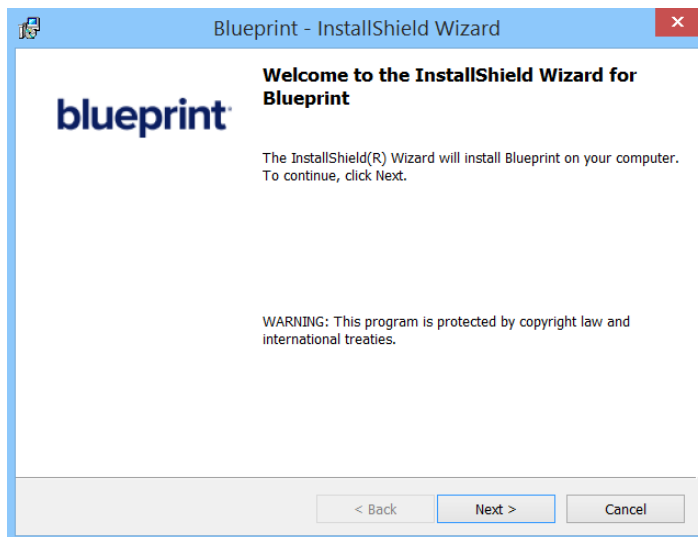 Blueprint - InstallShield Wizard
x
blueprint
Welcome to the InstallShield Wizard for
Blueprint
The InstallShield(R) Wizard will install Blueprint on your computer.
To continue, click Next.
WARNING: This program is protected by copyright law and
international treaties.
< Back
Next >
Cancel